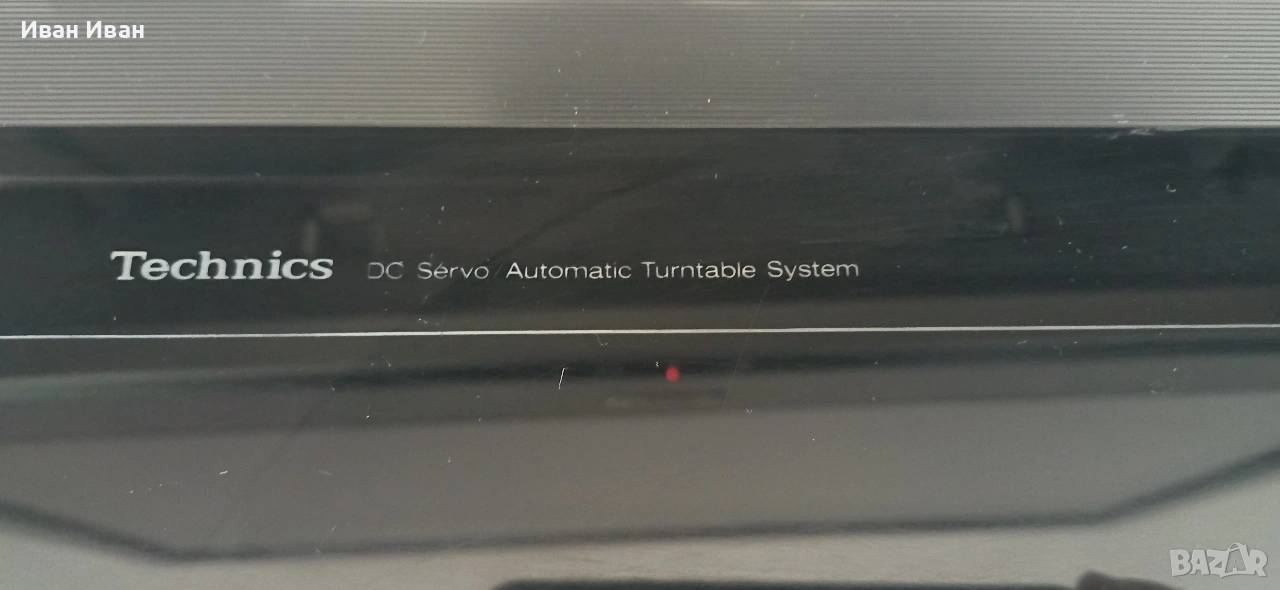 Иван Иван
Technics DC Servo Automatic Turntable System
BAZAR